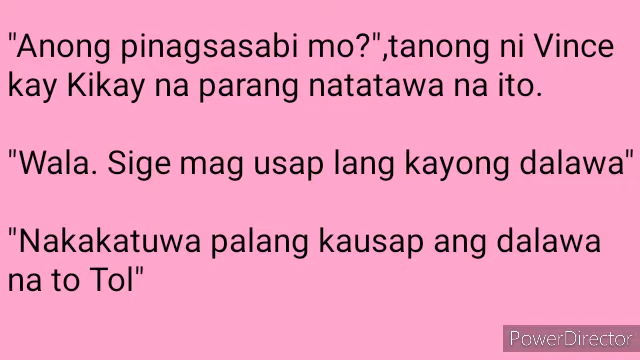 "Anong pinagsasabi mo?",tanong ni Vince
kay Kikay na parang natatawa na ito.
"Wala. Sige mag usap lang kayong dalawa"
"Nakakatuwa palang kausap ang dalawa
na to Tol"
PowerDirector